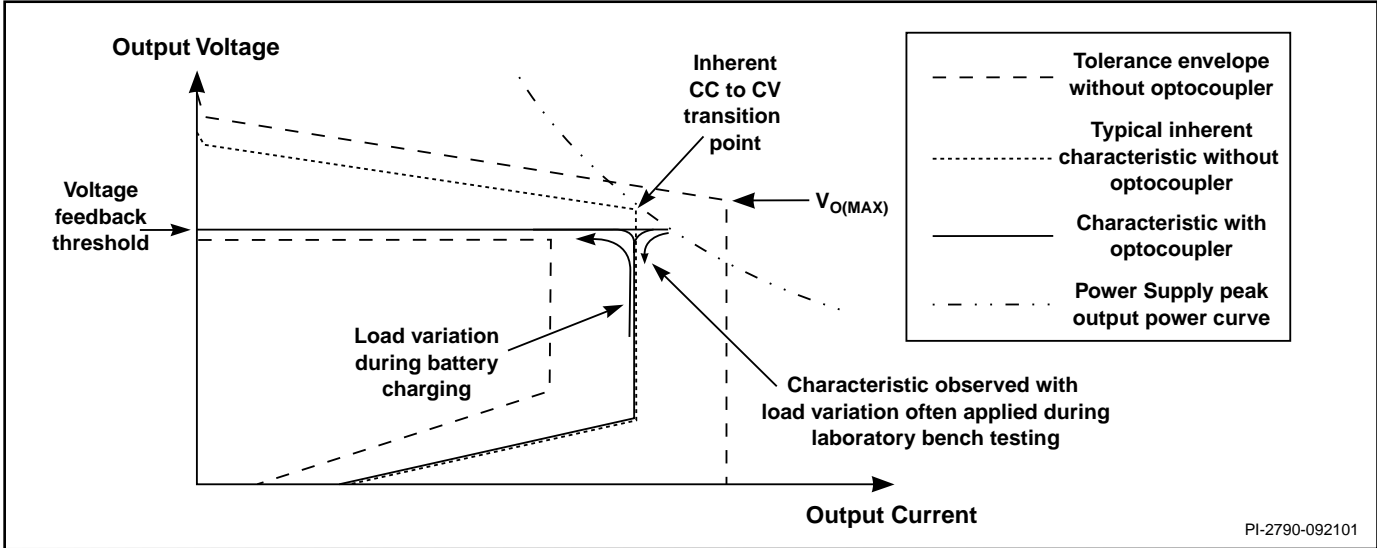 Output Voltage
Inherent
CC to CV
transition
point
Tolerance envelope
without optocoupler
Typical inherent
characteristic without
optocoupler
Characteristic with
optocoupler
Power Supply peak
output power curve
Voltage
feedback
threshold
VO(MAX)
Load variation
during battery
charging
Characteristic observed with
load variation often applied during
laboratory bench testing
Output Current
PI-2790-092101